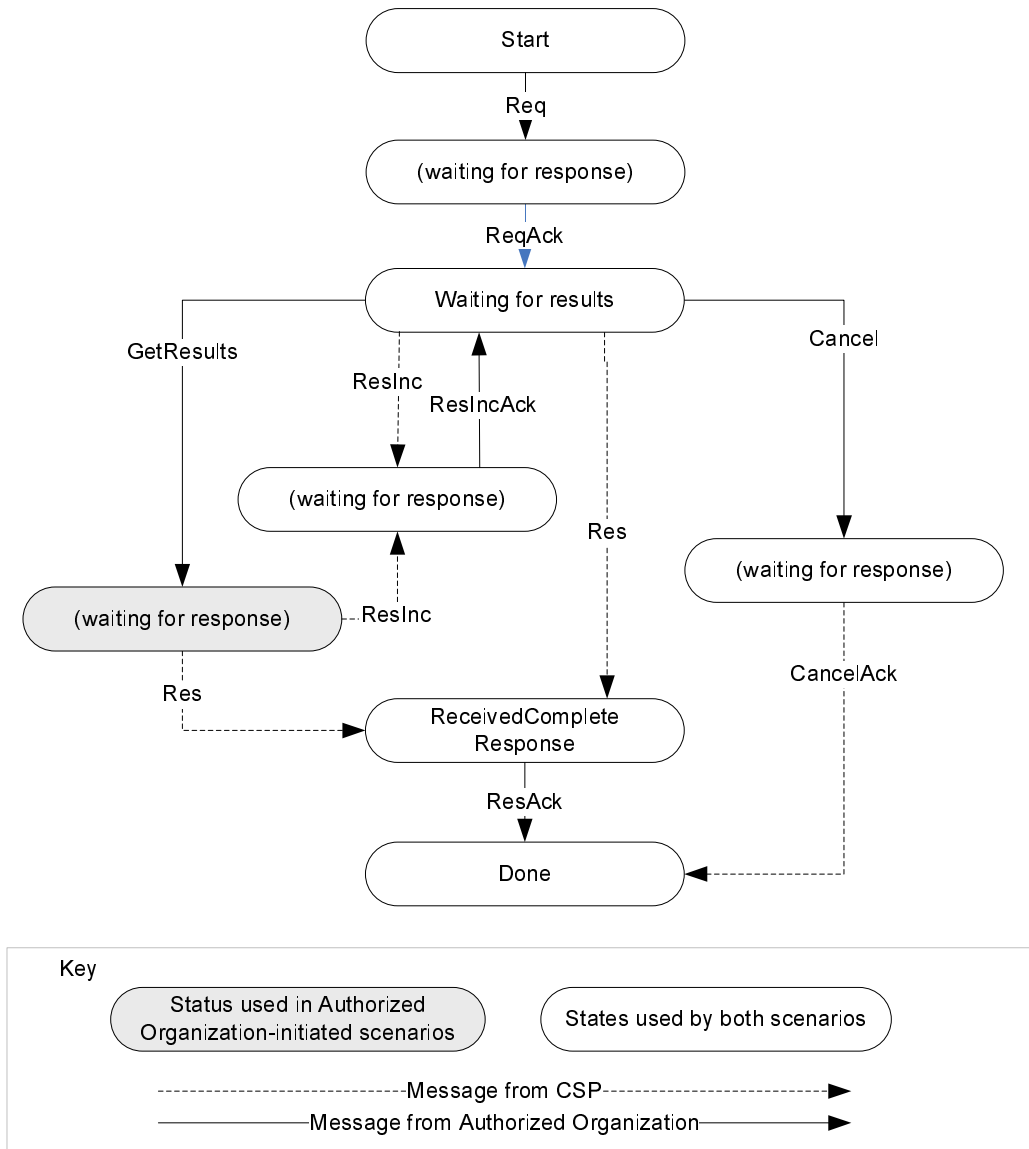 Start
Req
(waiting for response)
ReqAck
Waiting for results
GetResults
Cancel
ResInc
ResIncAck
(waiting for response)
Res
(waiting for response)
(waiting for response)
ResInc
Res
CancelAck
ReceivedComplete
Response
ResAck
Done
Key
Status used in Authorized
Organization-initiated scenarios
States used by both scenarios
Message from CSP
Message from Authorized Organization